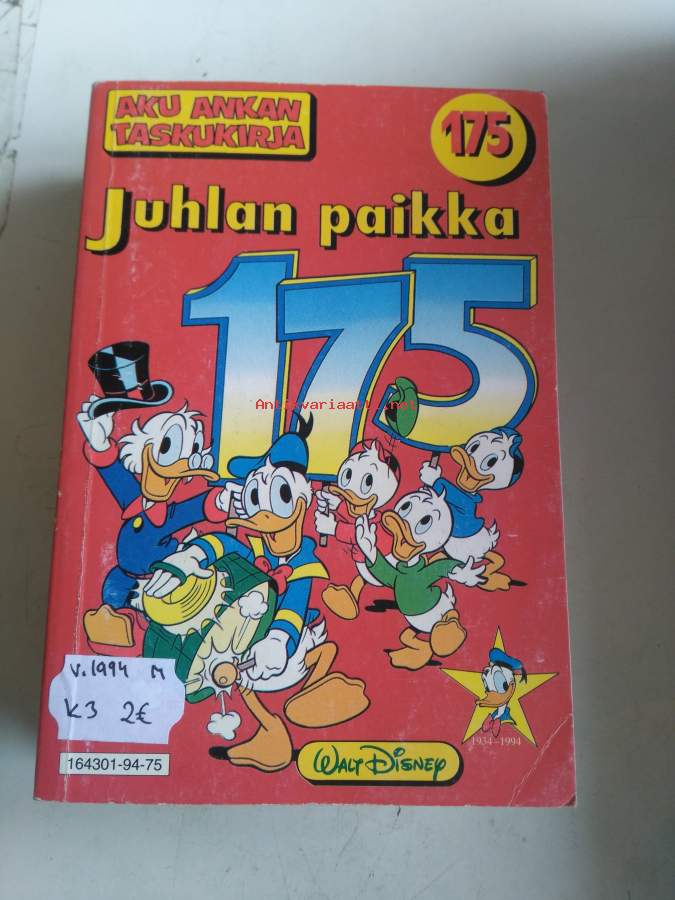 AKU ANKAN
TASKUKIRJA
175
Juhlan paikka
175
Antikvariaatti.net
v.1994 M
K3 2€
164301-94-75
WALT DISNEY
1934-1994